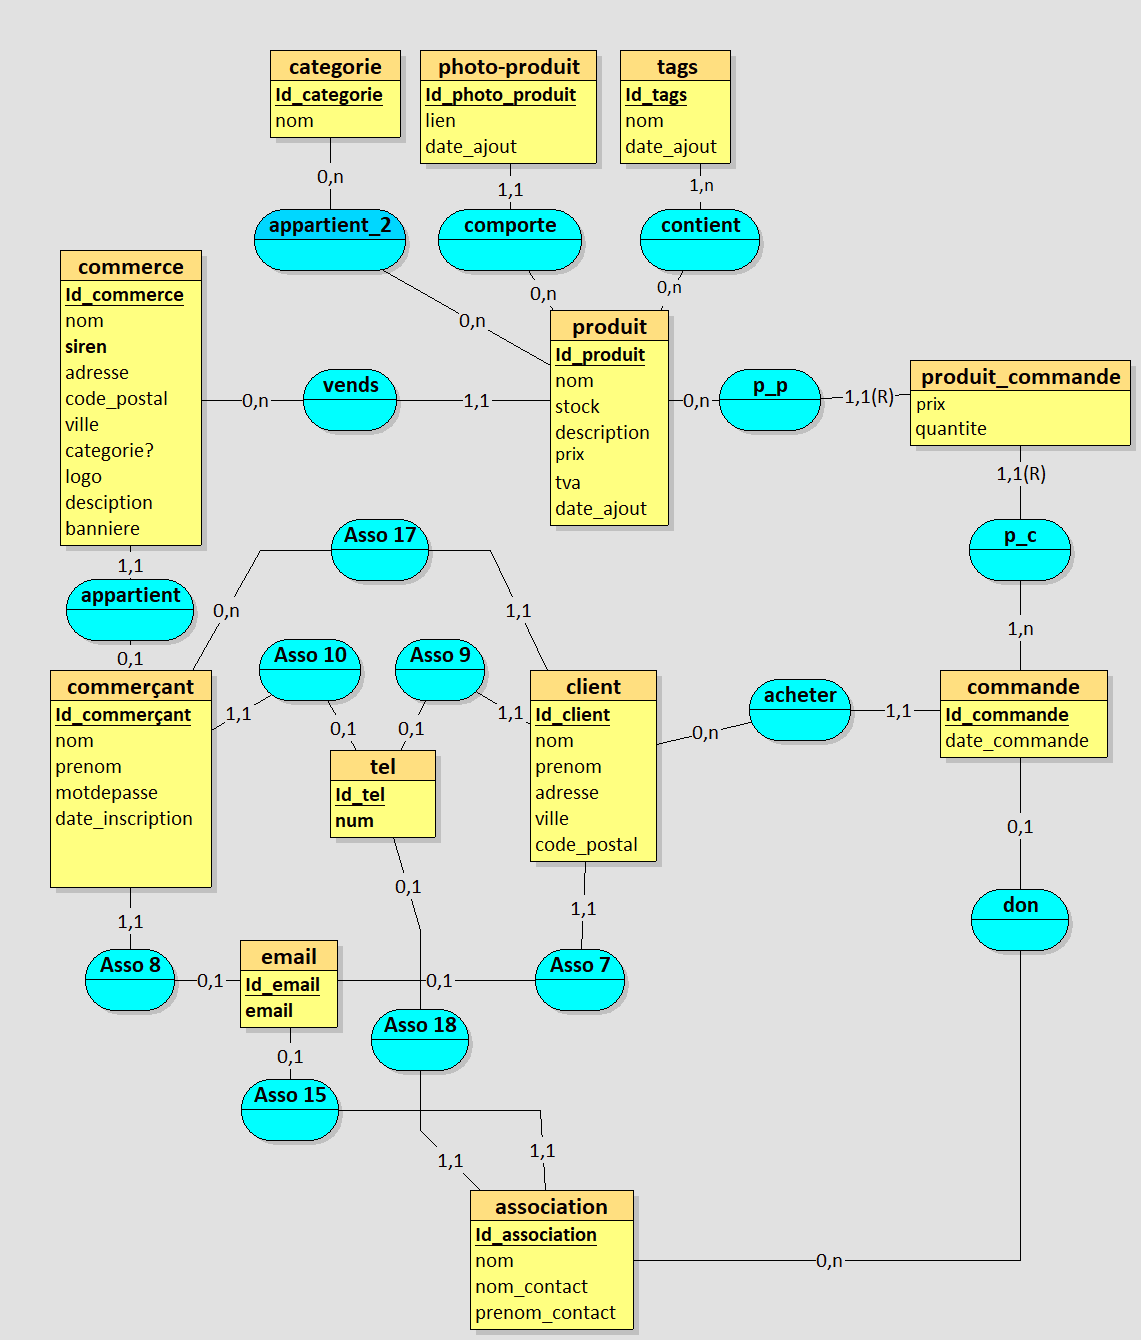 categorie
Id_categorie
nom
photo-produit
Id_photo_produit
lien
date_ajout
tags
Id_tags
nom
date_ajout
0,n
1,1
1,n
appartient_2
comporte
contient
0,n
0,n
0,n
commerce
Id_commerce
nom
siren
adresse
code_postal
ville
categorie?
logo
desciption
banniere
0,n
vends
1,1
produit
Id_produit
nom
stock
description
prix
tva
date_ajout
0,n
p_p
1,1(R)
produit_commande
prix
quantite
1,1(R)
p_c
1,n
Asso 17
0,n
1,1
1,1
appartient
0,1
Asso 10
1,1
0,1
Asso 9
0,1
1,1
commerçant
Id_commerçant
nom
prenom
motdepasse
date_inscription
tel
Id_tel
num
client
Id_client
nom
prenom
adresse
ville
code_postal
0,n
acheter
1,1
commande
Id_commande
date_commande
0,1
don
0,1
1,1
1,1
Asso 8
0,1
email
Id_email
email
0,1
Asso 7
Asso 18
0,1
Asso 15
1,1
1,1
association
Id_association
nom
nom_contact
prenom_contact
0,n